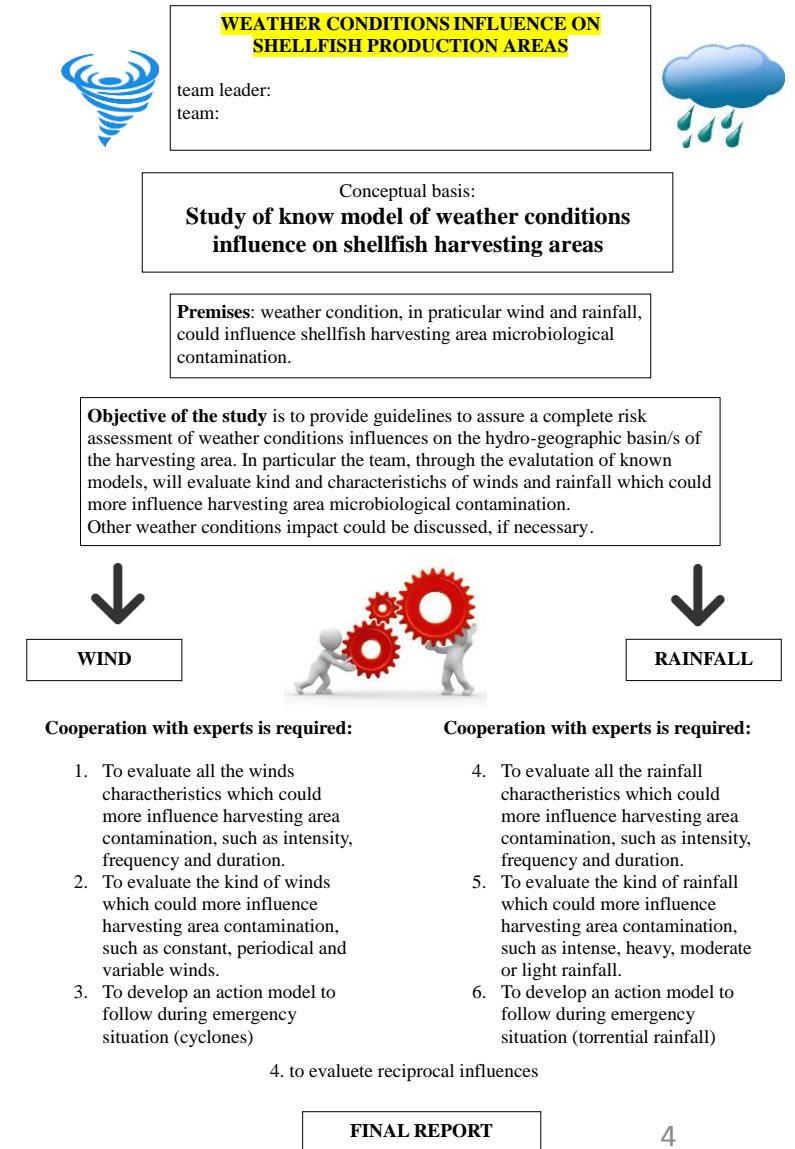 WEATHER CONDITIONS INFLUENCE ON
SHELLFISH PRODUCTION AREAS
team leader:
team:
Conceptual basis:
Study of know model of weather conditions
influence on shellfish harvesting areas
Premises: weather condition, in praticular wind and rainfall,
could influence shellfish harvesting area microbiological
contamination.
Objective of the study is to provide guidelines to assure a complete risk
assessment of weather conditions influences on the hydro-geographic basin/s of
the harvesting area. In particular the team, through the evalutation of known
models, will evaluate kind and characteristichs of winds and rainfall which could
more influence harvesting area microbiological contamination.
Other weather conditions impact could be discussed, if necessary.
WIND
RAINFALL
Cooperation with experts is required:
1. To evaluate all the winds
charactheristics which could
more influence harvesting area
contamination, such as intensity,
frequency and duration.
2. To evaluate the kind of winds
which could more influence
harvesting area contamination,
such as constant, periodical and
variable winds.
3. To develop an action model to
follow during emergency
situation (cyclones)
Cooperation with experts is required:
4. To evaluate all the rainfall
charactheristics which could
more influence harvesting area
contamination, such as intensity,
frequency and duration.
5. To evaluate the kind of rainfall
which could more influence
harvesting area contamination,
such as intense, heavy, moderate
or light rainfall.
6. To develop an action model to
follow during emergency
situation (torrential rainfall)
4. to evaluete reciprocal influences
FINAL REPORT
4